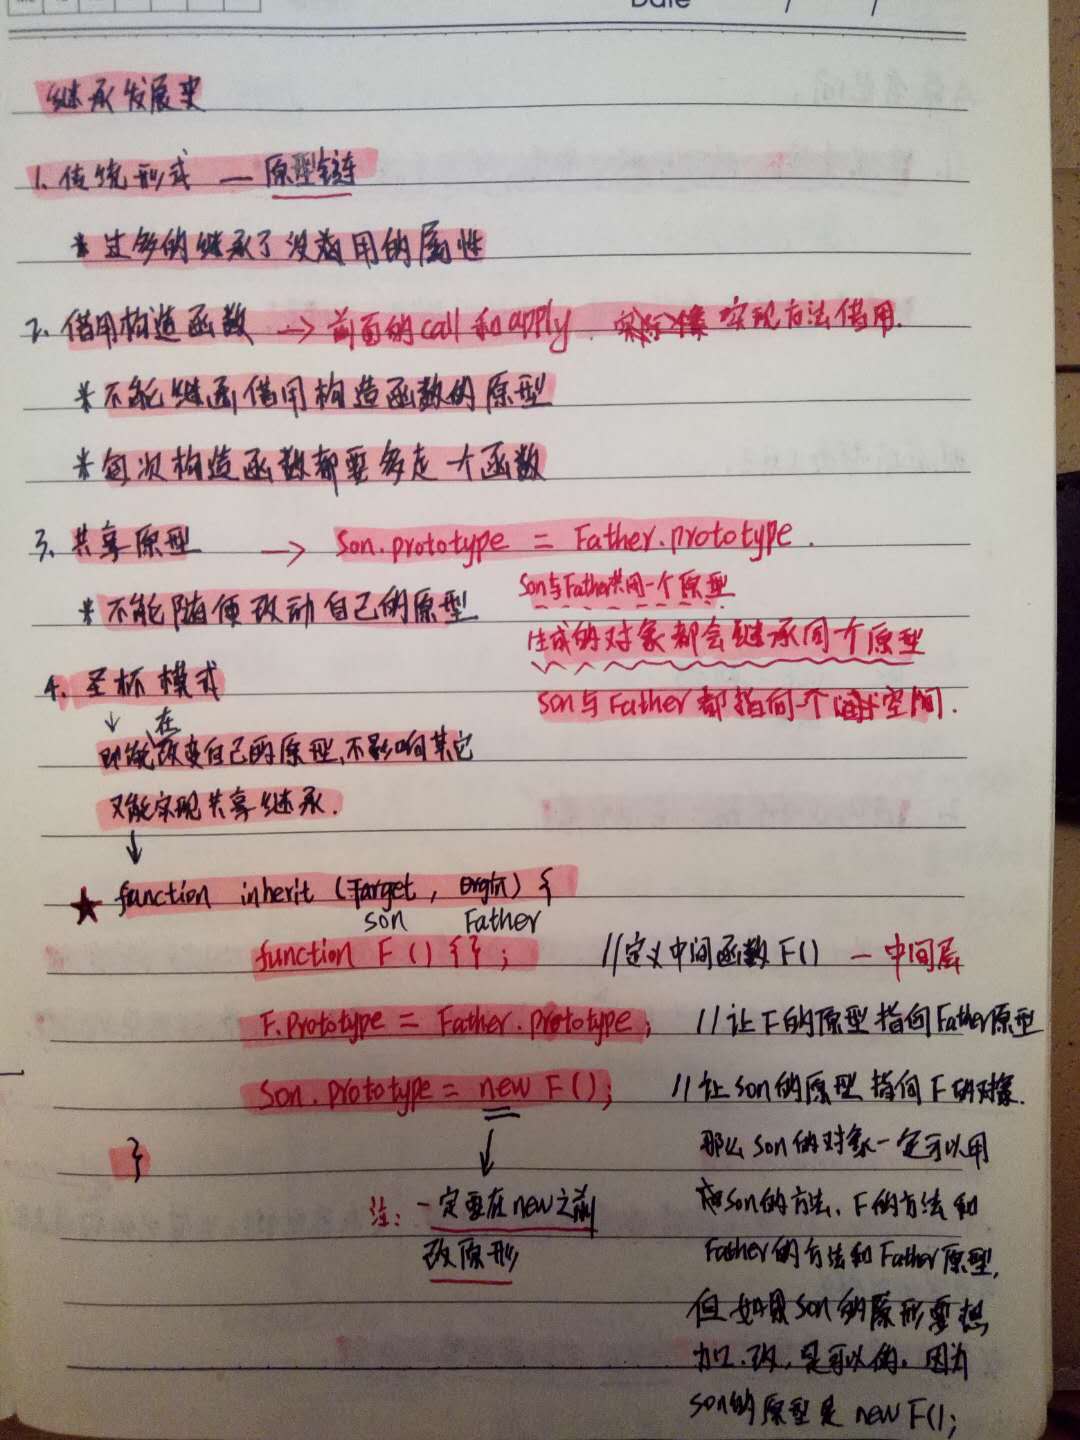 Date / /
继承发展史
1. 传统形式 — 原型链
* 过多的继承了没有用的属性
2. 借用构造函数 → 前面的call和apply. 实现方法借用.
* 不能继函借用构造函数的原型
* 每次构造函数都要多走一个函数
3. 共享原型 → Son.prototype = Father.prototype.
Son与Father共用一个原型
* 不能随便改动自己的原型
生成的对象都会继承同一个原型
4. 圣杯模式
Son与Father都指向一个空间.
↓ 在
即能改变自己的原型,不影响其它
又能实现共享继承.
↓
★ function inherit (Target, Orgin) {
son Father
function F () { }; //定义中间函数F() — 中间层
F.prototype = Father.prototype; //让F的原型指向Father原型
Son.prototype = new F(); //让son的原型指向F的对象.
} 那么son的对象一定可以用
注: 一定要在new之前 son的方法、F的方法和
改原形 Father的方法和Father原型,
但如果son的原形要想
加、改,是可以的。因为
son的原型是 new F();